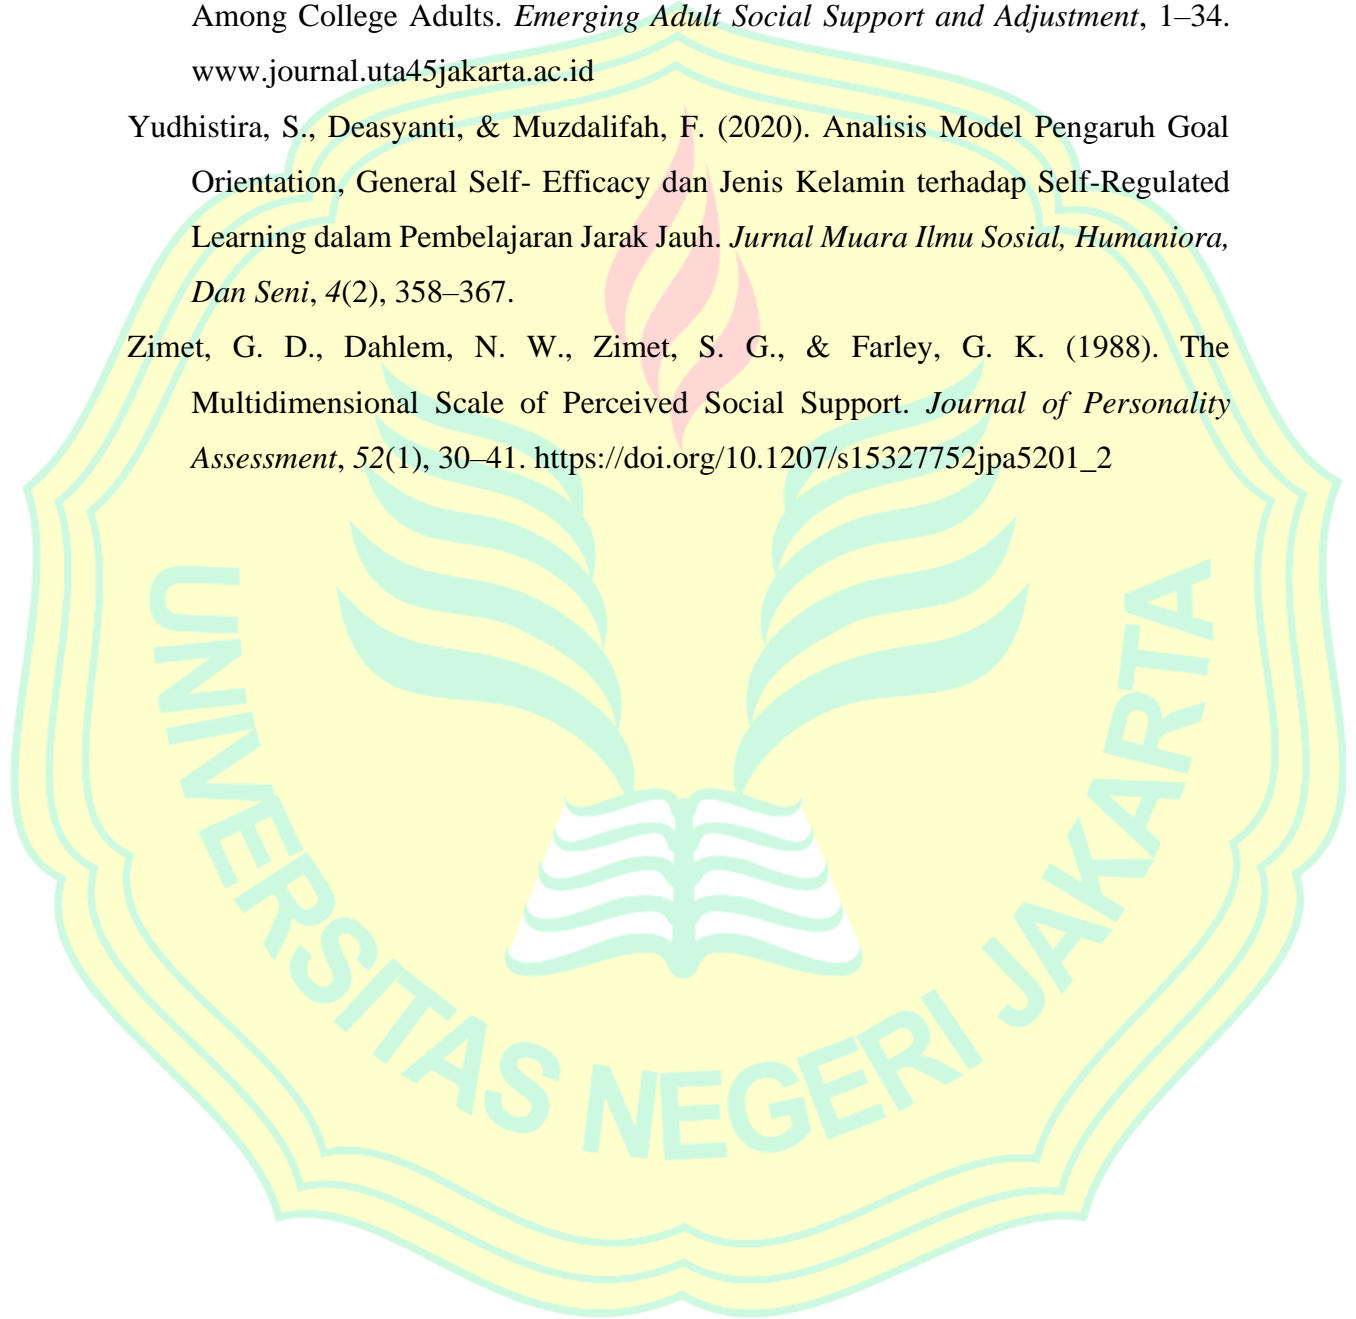 Among College Adults. Emerging Adult Social Support and Adjustment, 1–34.
www.journal.uta45jakarta.ac.id
Yudhistira, S., Deasyanti, & Muzdalifah, F. (2020). Analisis Model Pengaruh Goal
Orientation, General Self- Efficacy dan Jenis Kelamin terhadap Self-Regulated
Learning dalam Pembelajaran Jarak Jauh. Jurnal Muara Ilmu Sosial, Humaniora,
Dan Seni, 4(2), 358–367.
Zimet, G. D., Dahlem, N. W., Zimet, S. G., & Farley, G. K. (1988). The
Multidimensional Scale of Perceived Social Support. Journal of Personality
Assessment, 52(1), 30–41. https://doi.org/10.1207/s15327752jpa5201_2
UNIVERSITAS NEGERI JAKARTA